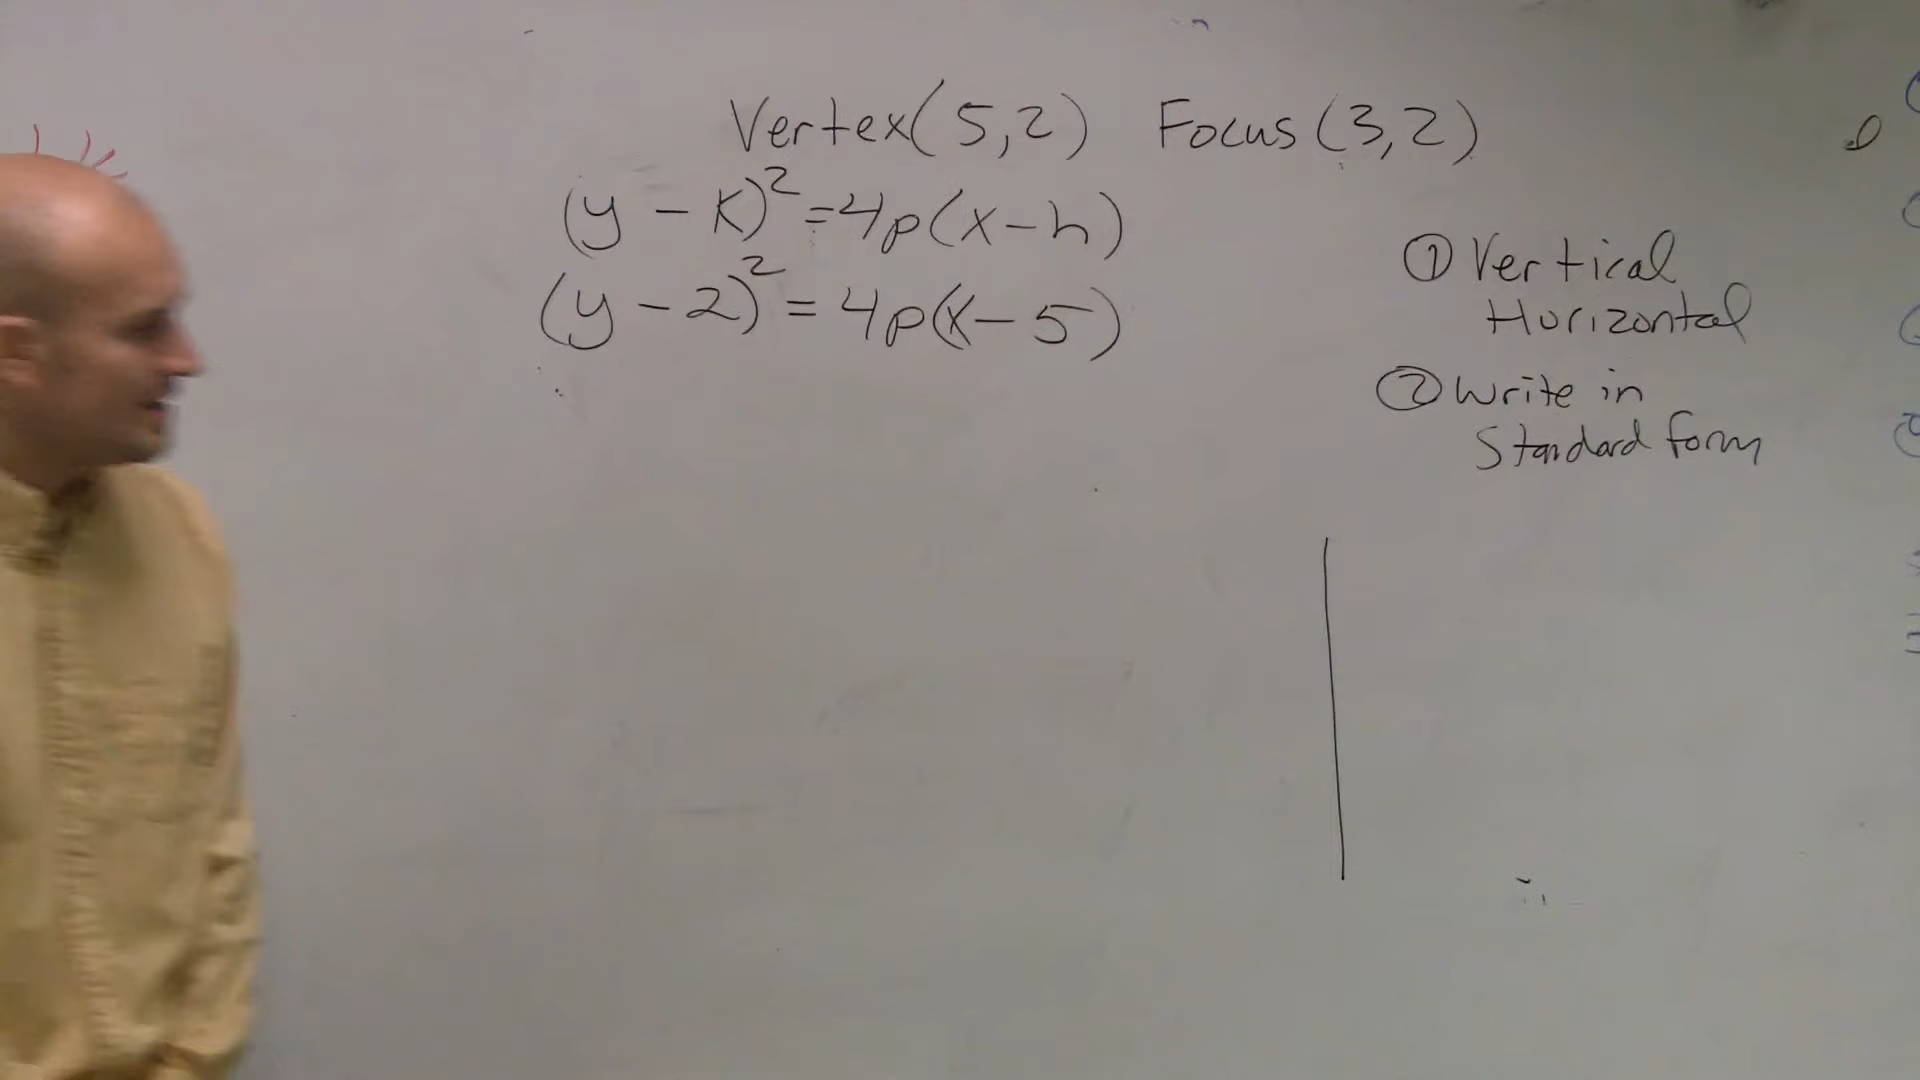 Vertex(5,2) Focus(3,2)
(y - k)² = 4p(x - h)
(y - 2)² = 4p(x - 5)
① Vertical
Horizontal
② Write in
Standard form